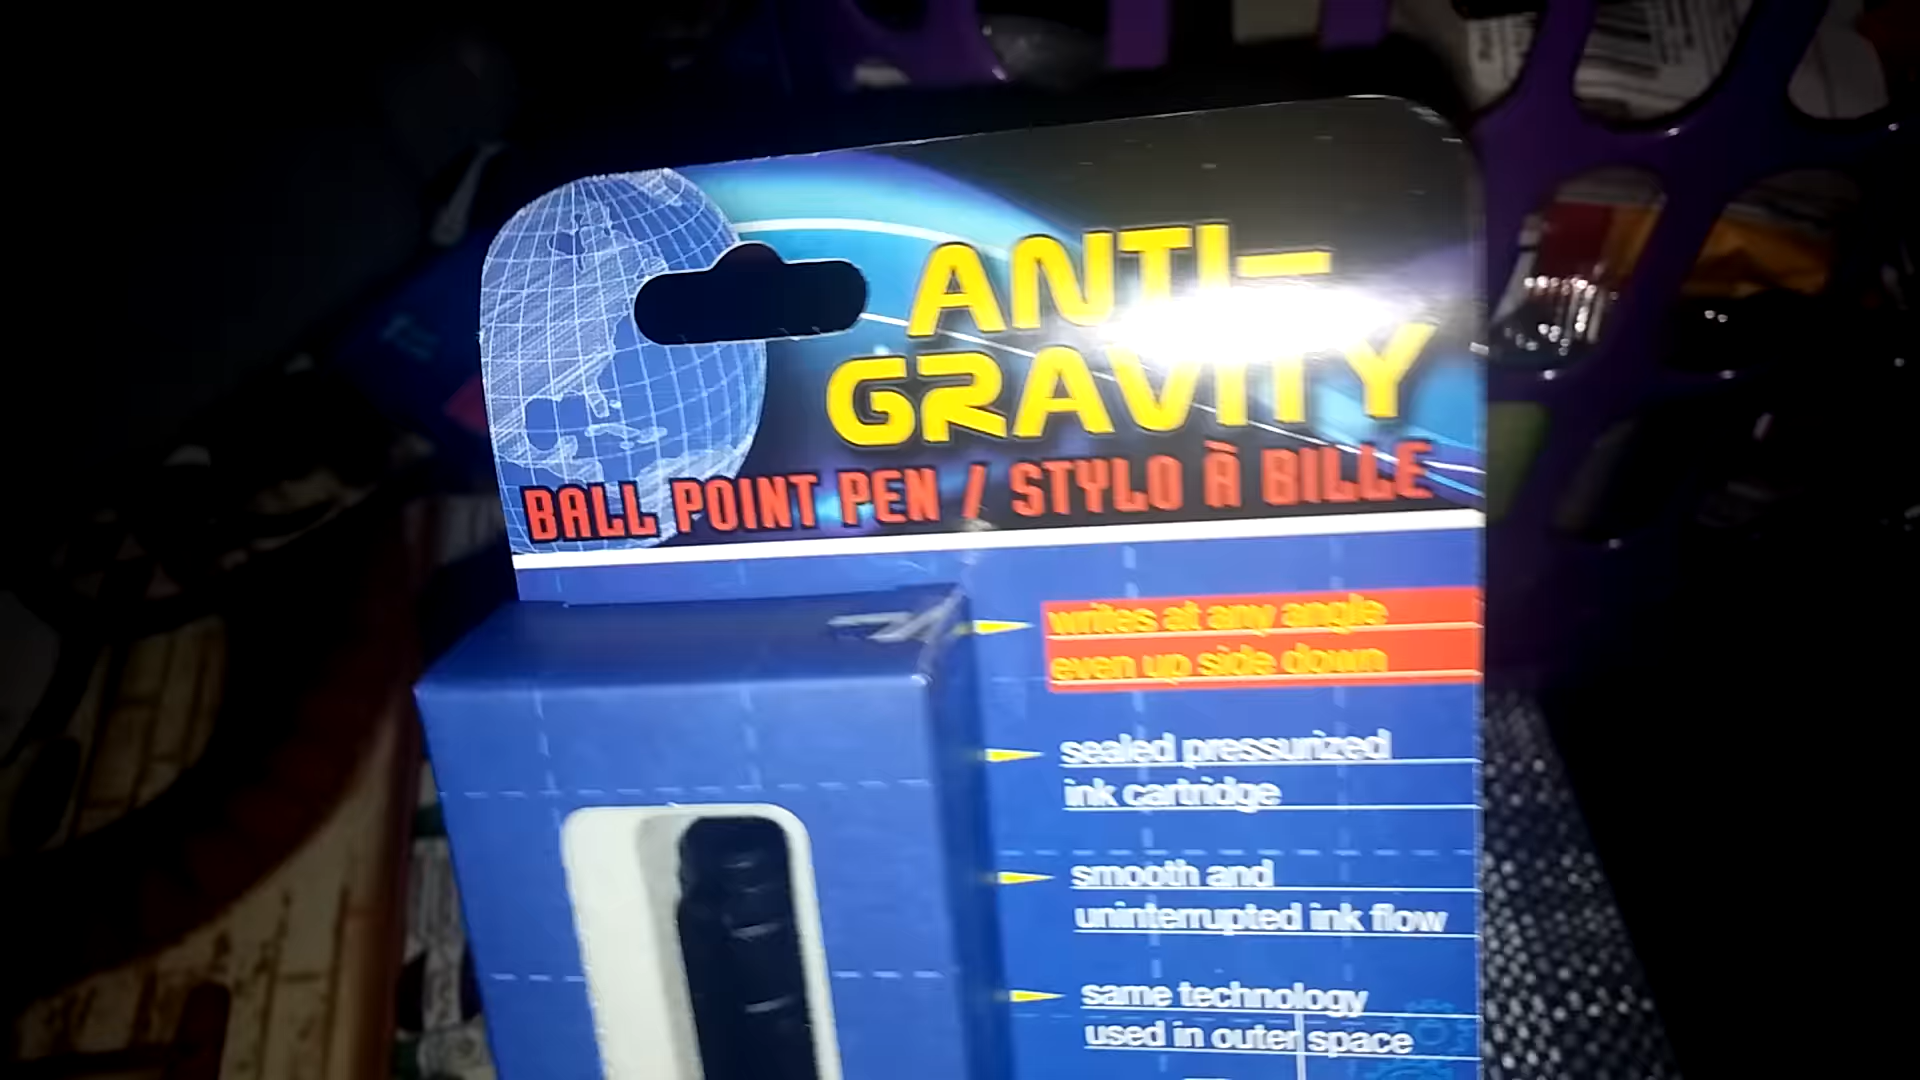 ANTI-
GRAVITY
BALL POINT PEN / STYLO À BILLE
writes at any angle
even up side down
sealed pressurized
ink cartridge
smooth and
uninterrupted ink flow
same technology
used in outer space